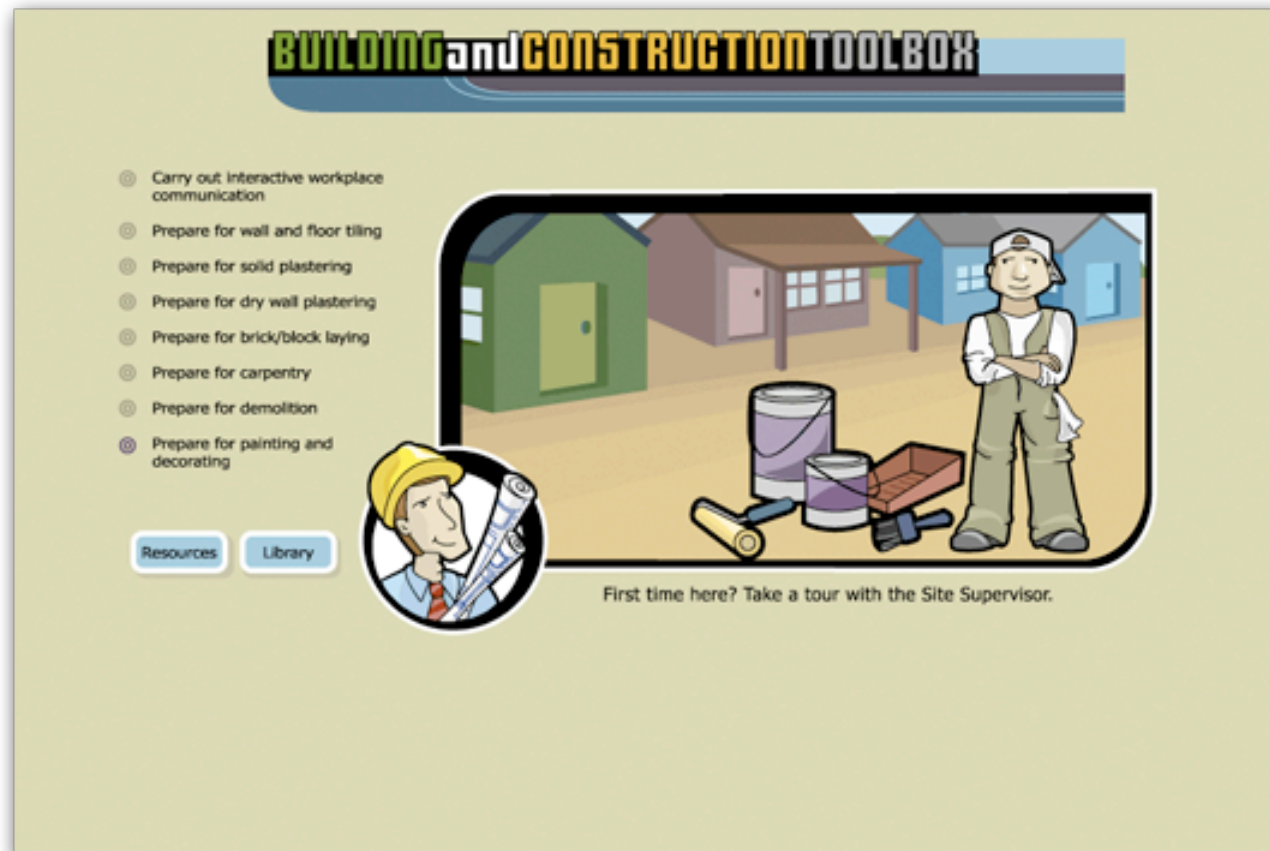 BUILDINGandCONSTRUCTIONTOOLBOX
Carry out interactive workplace
communication
Prepare for wall and floor tiling
Prepare for solid plastering
Prepare for dry wall plastering
Prepare for brick/block laying
Prepare for carpentry
Prepare for demolition
Prepare for painting and
decorating
Resources
Library
First time here? Take a tour with the Site Supervisor.